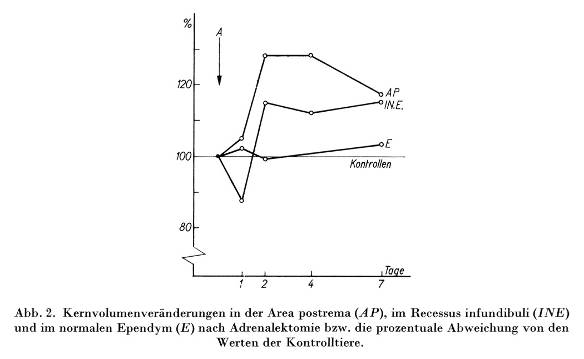 %
A
120
AP
IN.E.
E
100
Kontrollen
80
Tage
1 2 4 7
Abb. 2. Kernvolumenveränderungen in der Area postrema (AP), im Recessus infundibuli (INE)
und im normalen Ependym (E) nach Adrenalektomie bzw. die prozentuale Abweichung von den
Werten der Kontrolltiere.